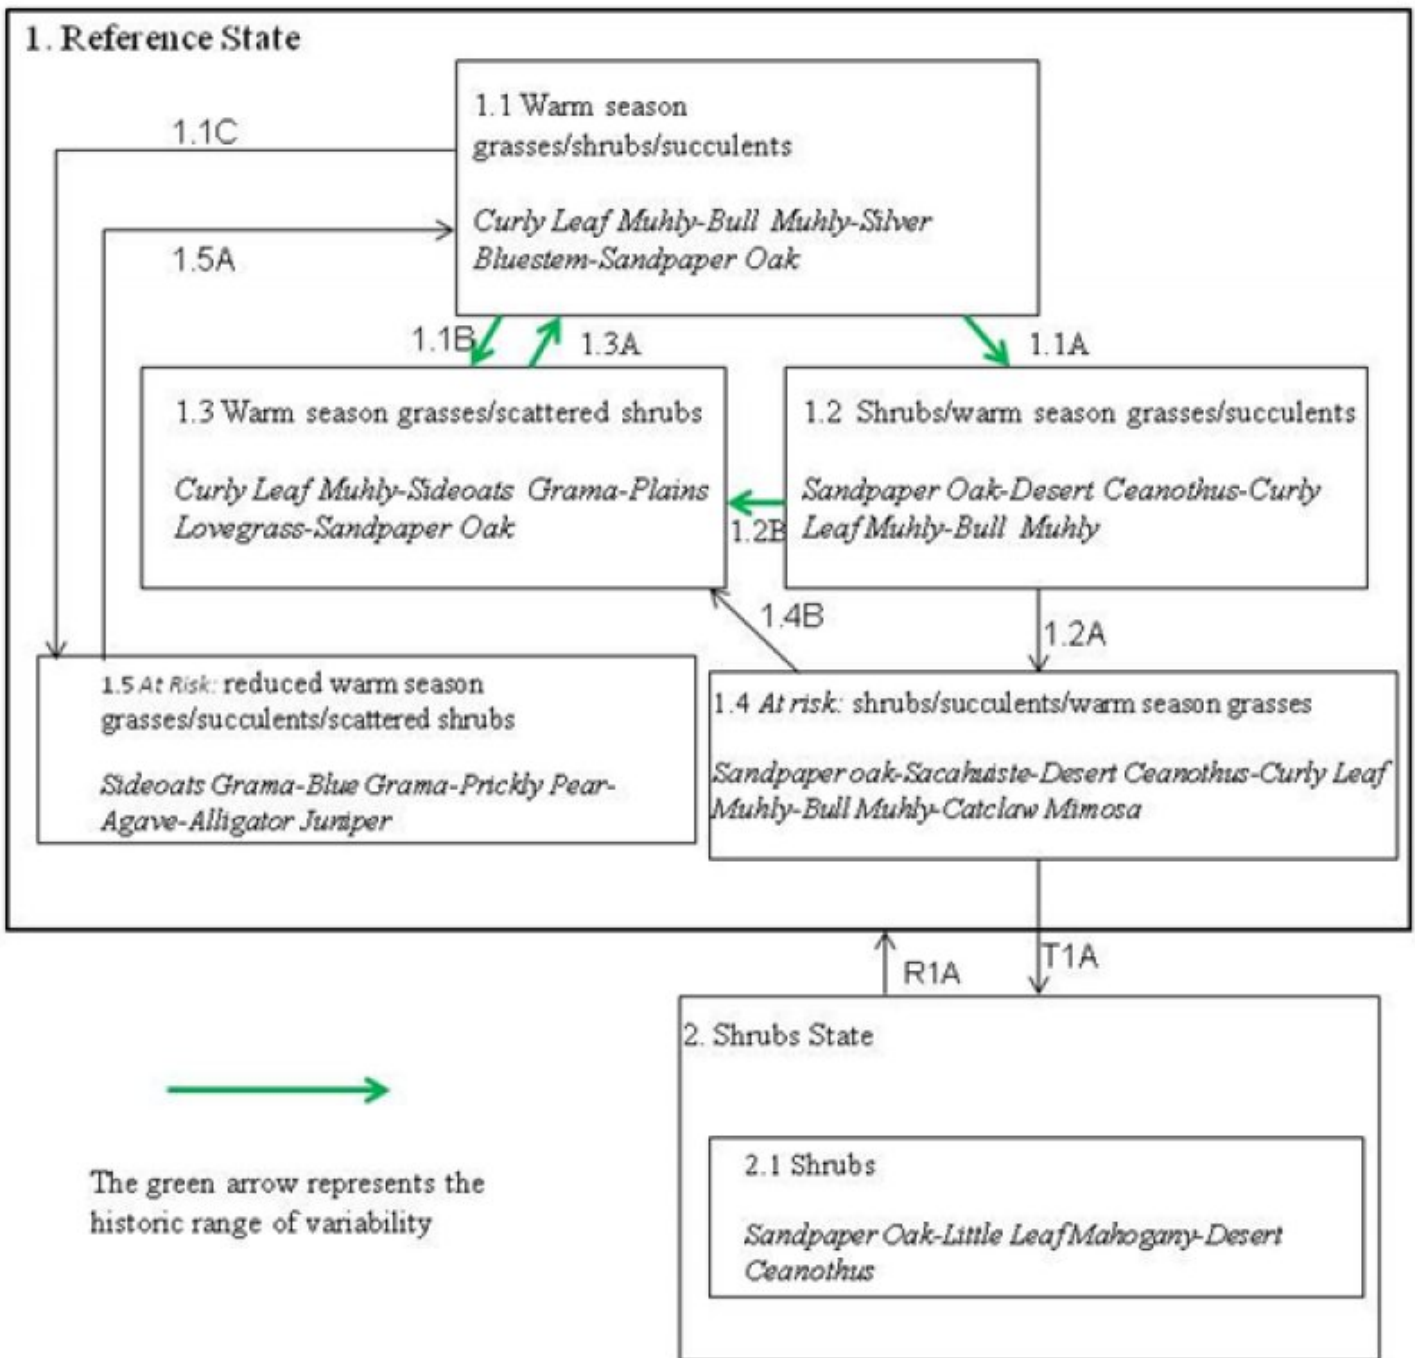 1. Reference State
1.1 Warm season
grasses/shrubs/succulents
Curly Leaf Muhly-Bull Muhly-Silver
Bluestem-Sandpaper Oak
1.1C
1.5A
1.1B
1.3A
1.1A
1.3 Warm season grasses/scattered shrubs
Curly Leaf Muhly-Sideoats Grama-Plains
Lovegrass-Sandpaper Oak
1.2 Shrubs/warm season grasses/succulents
Sandpaper Oak-Desert Ceanothus-Curly
Leaf Muhly-Bull Muhly
1.2B
1.4B
1.2A
1.5 At Risk: reduced warm season
grasses/succulents/scattered shrubs
Sideoats Grama-Blue Grama-Prickly Pear-
Agave-Alligator Juniper
1.4 At risk: shrubs/succulents/warm season grasses
Sandpaper oak-Sacahuiste-Desert Ceanothus-Curly Leaf
Muhly-Bull Muhly-Catclaw Mimosa
R1A
T1A
2. Shrubs State
2.1 Shrubs
Sandpaper Oak-Little Leaf Mahogany-Desert
Ceanothus
The green arrow represents the
historic range of variability